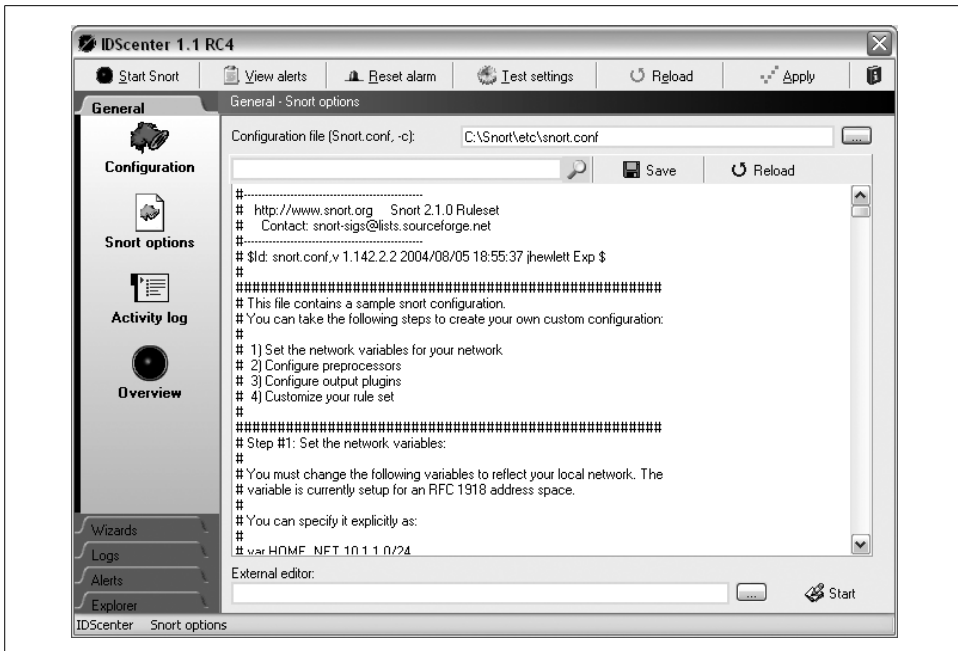 IDScenter 1.1 RC4
Start Snort View alerts Reset alarm Test settings Reload Apply
General
General - Snort options
Configuration
Snort options
Activity log
Overview
Wizards
Logs
Alerts
Explorer
Configuration file (Snort.conf, -c): C:\Snort\etc\snort.conf ...
Save Reload
#--------------------------------------------------
# http://www.snort.org Snort 2.1.0 Ruleset
# Contact: snort-sigs@lists.sourceforge.net
#--------------------------------------------------
# $Id: snort.conf,v 1.142.2.2 2004/08/05 18:55:37 jhewlett Exp $
#
###################################################
# This file contains a sample snort configuration.
# You can take the following steps to create your own custom configuration:
#
# 1) Set the network variables for your network
# 2) Configure preprocessors
# 3) Configure output plugins
# 4) Customize your rule set
#
###################################################
# Step #1: Set the network variables:
#
# You must change the following variables to reflect your local network. The
# variable is currently setup for an RFC 1918 address space.
#
# You can specify it explicitly as:
#
# var HOME_NET 10.1.1.0/24
External editor:
... Start
IDScenter Snort options